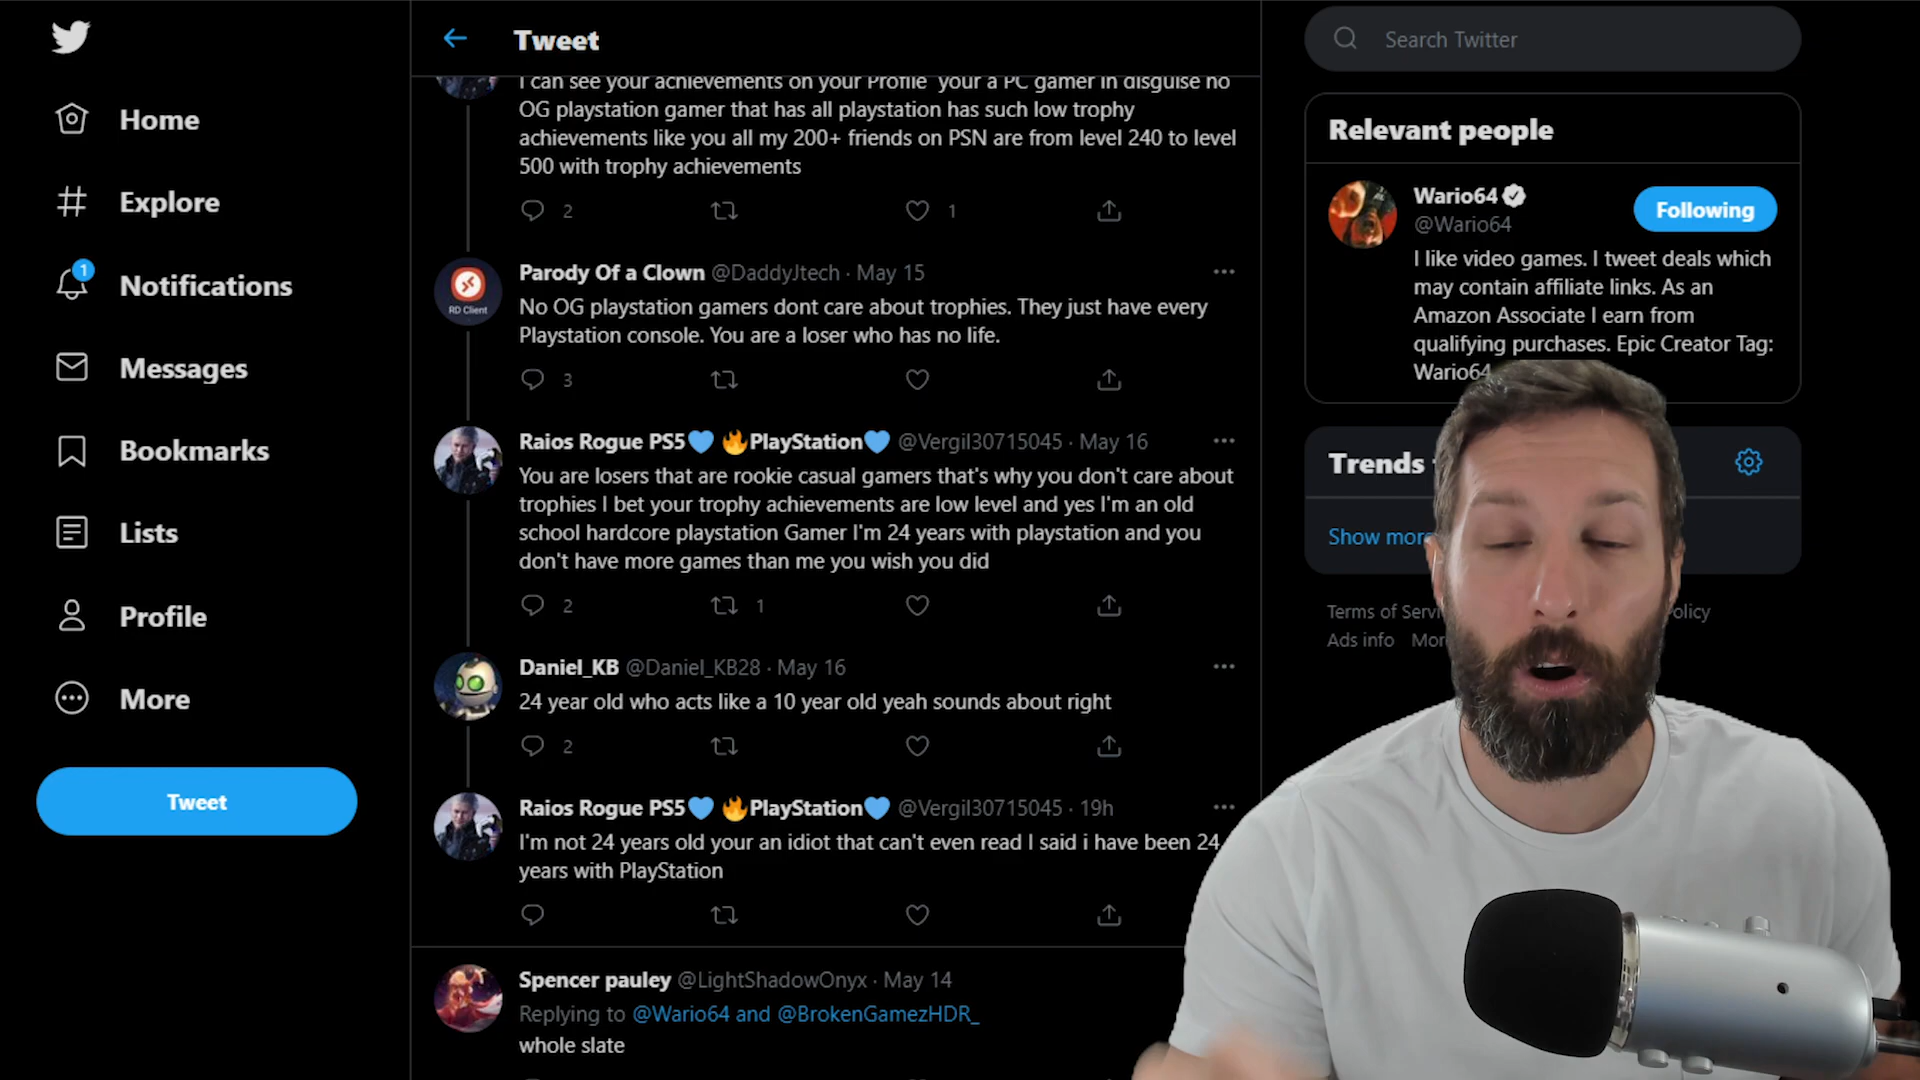 Home
Explore
1
Notifications
Messages
Bookmarks
Lists
Profile
More
Tweet
Tweet
I can see your achievements on your Profile your a PC gamer in disguise no
OG playstation gamer that has all playstation has such low trophy
achievements like you all my 200+ friends on PSN are from level 240 to level
500 with trophy achievements
2 1
Parody Of a Clown @DaddyJtech · May 15
RD Client
No OG playstation gamers dont care about trophies. They just have every
Playstation console. You are a loser who has no life.
3
Raios Rogue PS5💙 🔥PlayStation💙 @Vergil30715045 · May 16
You are losers that are rookie casual gamers that's why you don't care about
trophies I bet your trophy achievements are low level and yes I'm an old
school hardcore playstation Gamer I'm 24 years with playstation and you
don't have more games than me you wish you did
2 1
Daniel_KB @Daniel_KB28 · May 16
24 year old who acts like a 10 year old yeah sounds about right
2
Raios Rogue PS5💙 🔥PlayStation💙 @Vergil30715045 · 19h
I'm not 24 years old your an idiot that can't even read I said i have been 24
years with PlayStation
Spencer pauley @LightShadowOnyx · May 14
Replying to @Wario64 and @BrokenGamezHDR_
whole slate
Search Twitter
Relevant people
Wario64
@Wario64
Following
I like video games. I tweet deals which
may contain affiliate links. As an
Amazon Associate I earn from
qualifying purchases. Epic Creator Tag:
Wario64
Trends
Show more
Terms of
Ads info